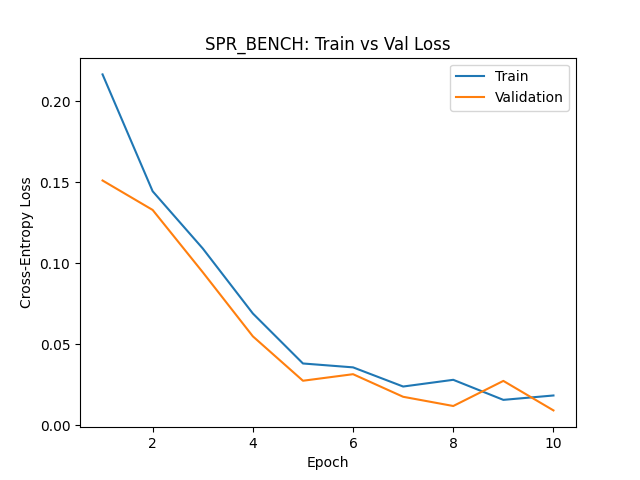 SPR_BENCH: Train vs Val Loss
Train
Validation
Cross-Entropy Loss
0.20
0.15
0.10
0.05
0.00
2
4
6
8
10
Epoch